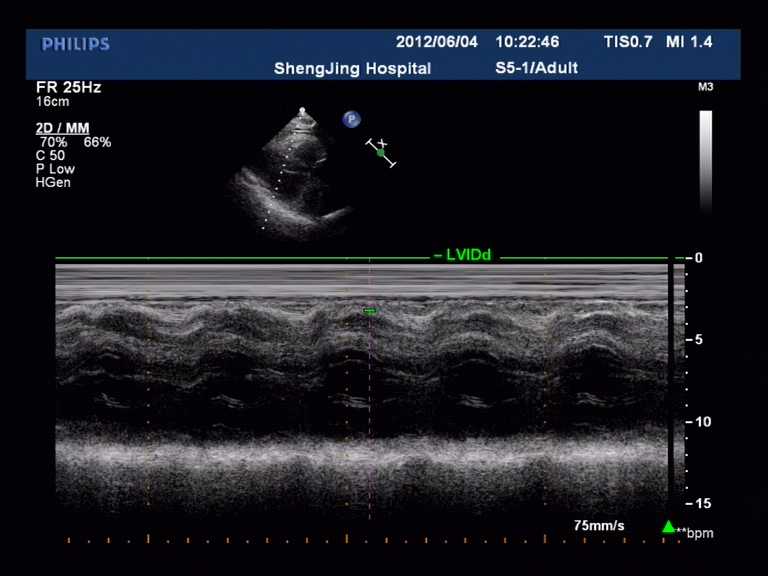 PHILIPS
2012/06/04 10:22:46 TIS0.7 MI 1.4
ShengJing Hospital S5-1/Adult
FR 25Hz
16cm
M3
P
2D / MM
70% 66%
C 50
P Low
HGen
x
LVIDd
0
5
10
15
75mm/s
***bpm